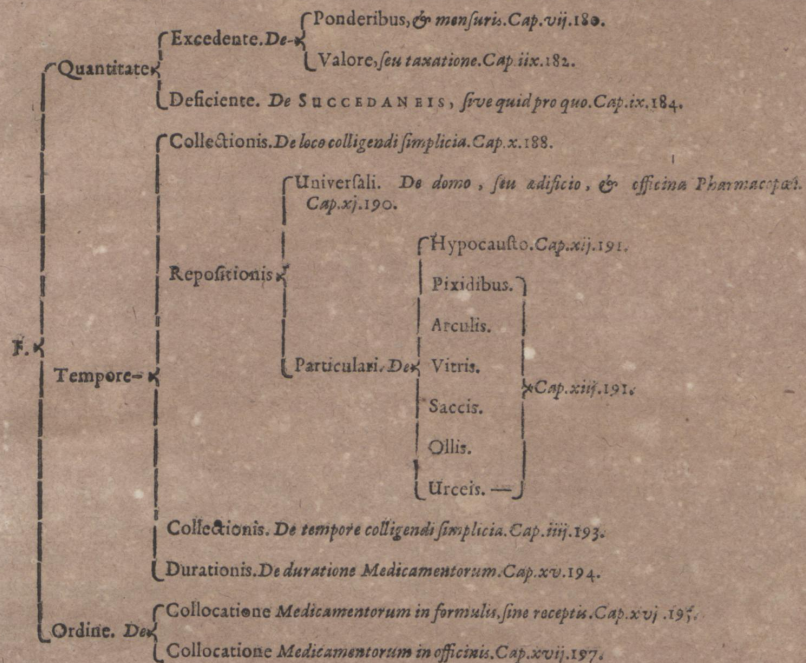 Ponderibus, & mensuris. Cap. vij. 180.
Excedente. De
Valore, seu taxatione. Cap. iix. 182.
Quantitate
Deficiente. De SUCCEDANEIS, sive quid pro quo. Cap. ix. 184.
Collectionis. De loco colligendi simplicia. Cap. x. 188.
Universali. De domo, seu ædificio, & officina Pharmacopæi.
Cap. xj. 190.
Hypocausto. Cap. xij. 191.
Repositionis
Pixidibus.
Arculis.
F.
Particulari. De
Vitris.
Tempore
Cap. xiij. 191.
Saccis.
Ollis.
Urceis.
Collectionis. De tempore colligendi simplicia. Cap. iiij. 193.
Durationis. De duratione Medicamentorum. Cap. xv. 194.
Collocatione Medicamentorum in formulis, sive receptis. Cap. xvj. 195.
Ordine. De
Collocatione Medicamentorum in officinis. Cap. xvij. 197.